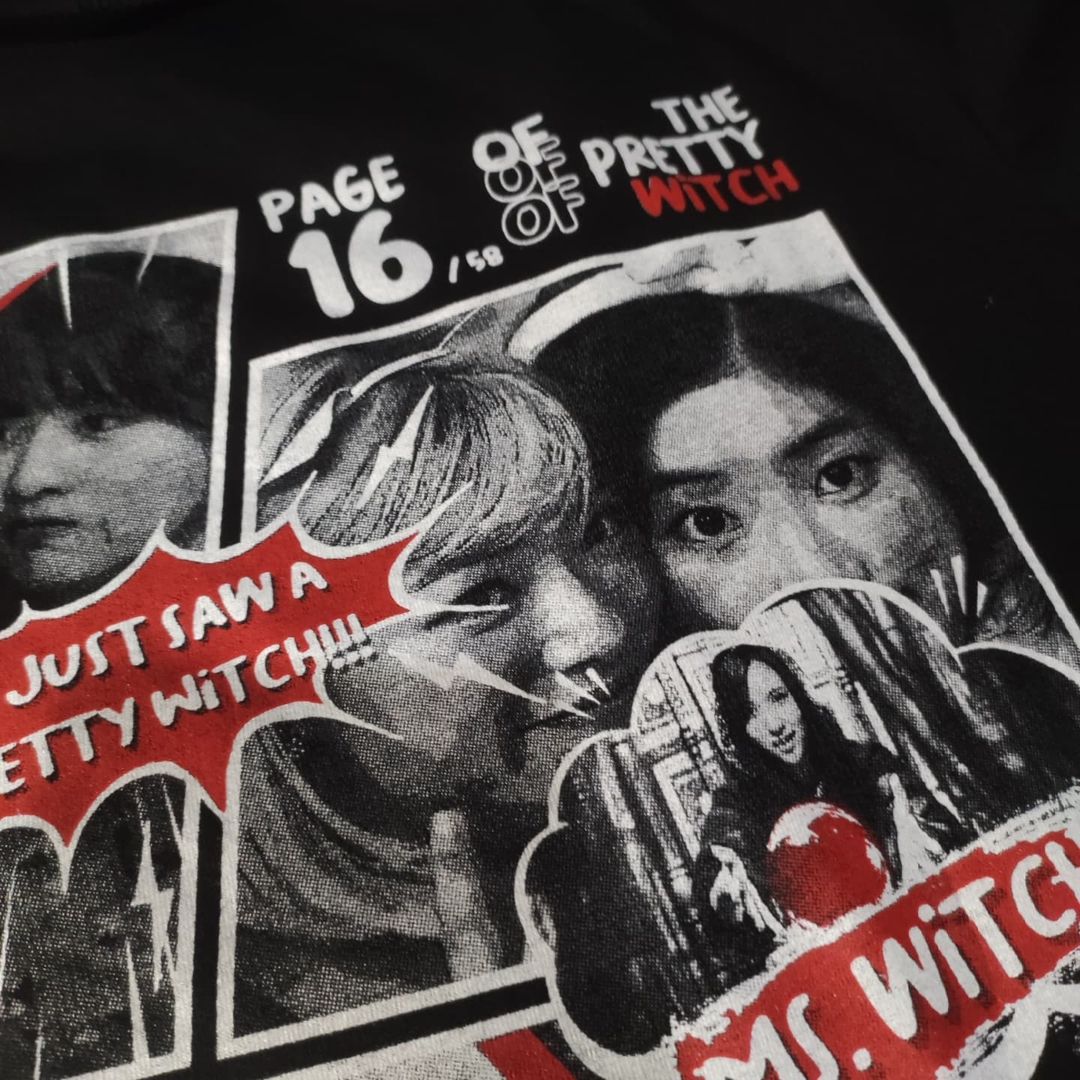 PAGE
16 /58
OF
OF
OF
THE
PRETTY
WiTCH
JUST SAW A
ETTY WiTCH!!!
MS. WiTCH